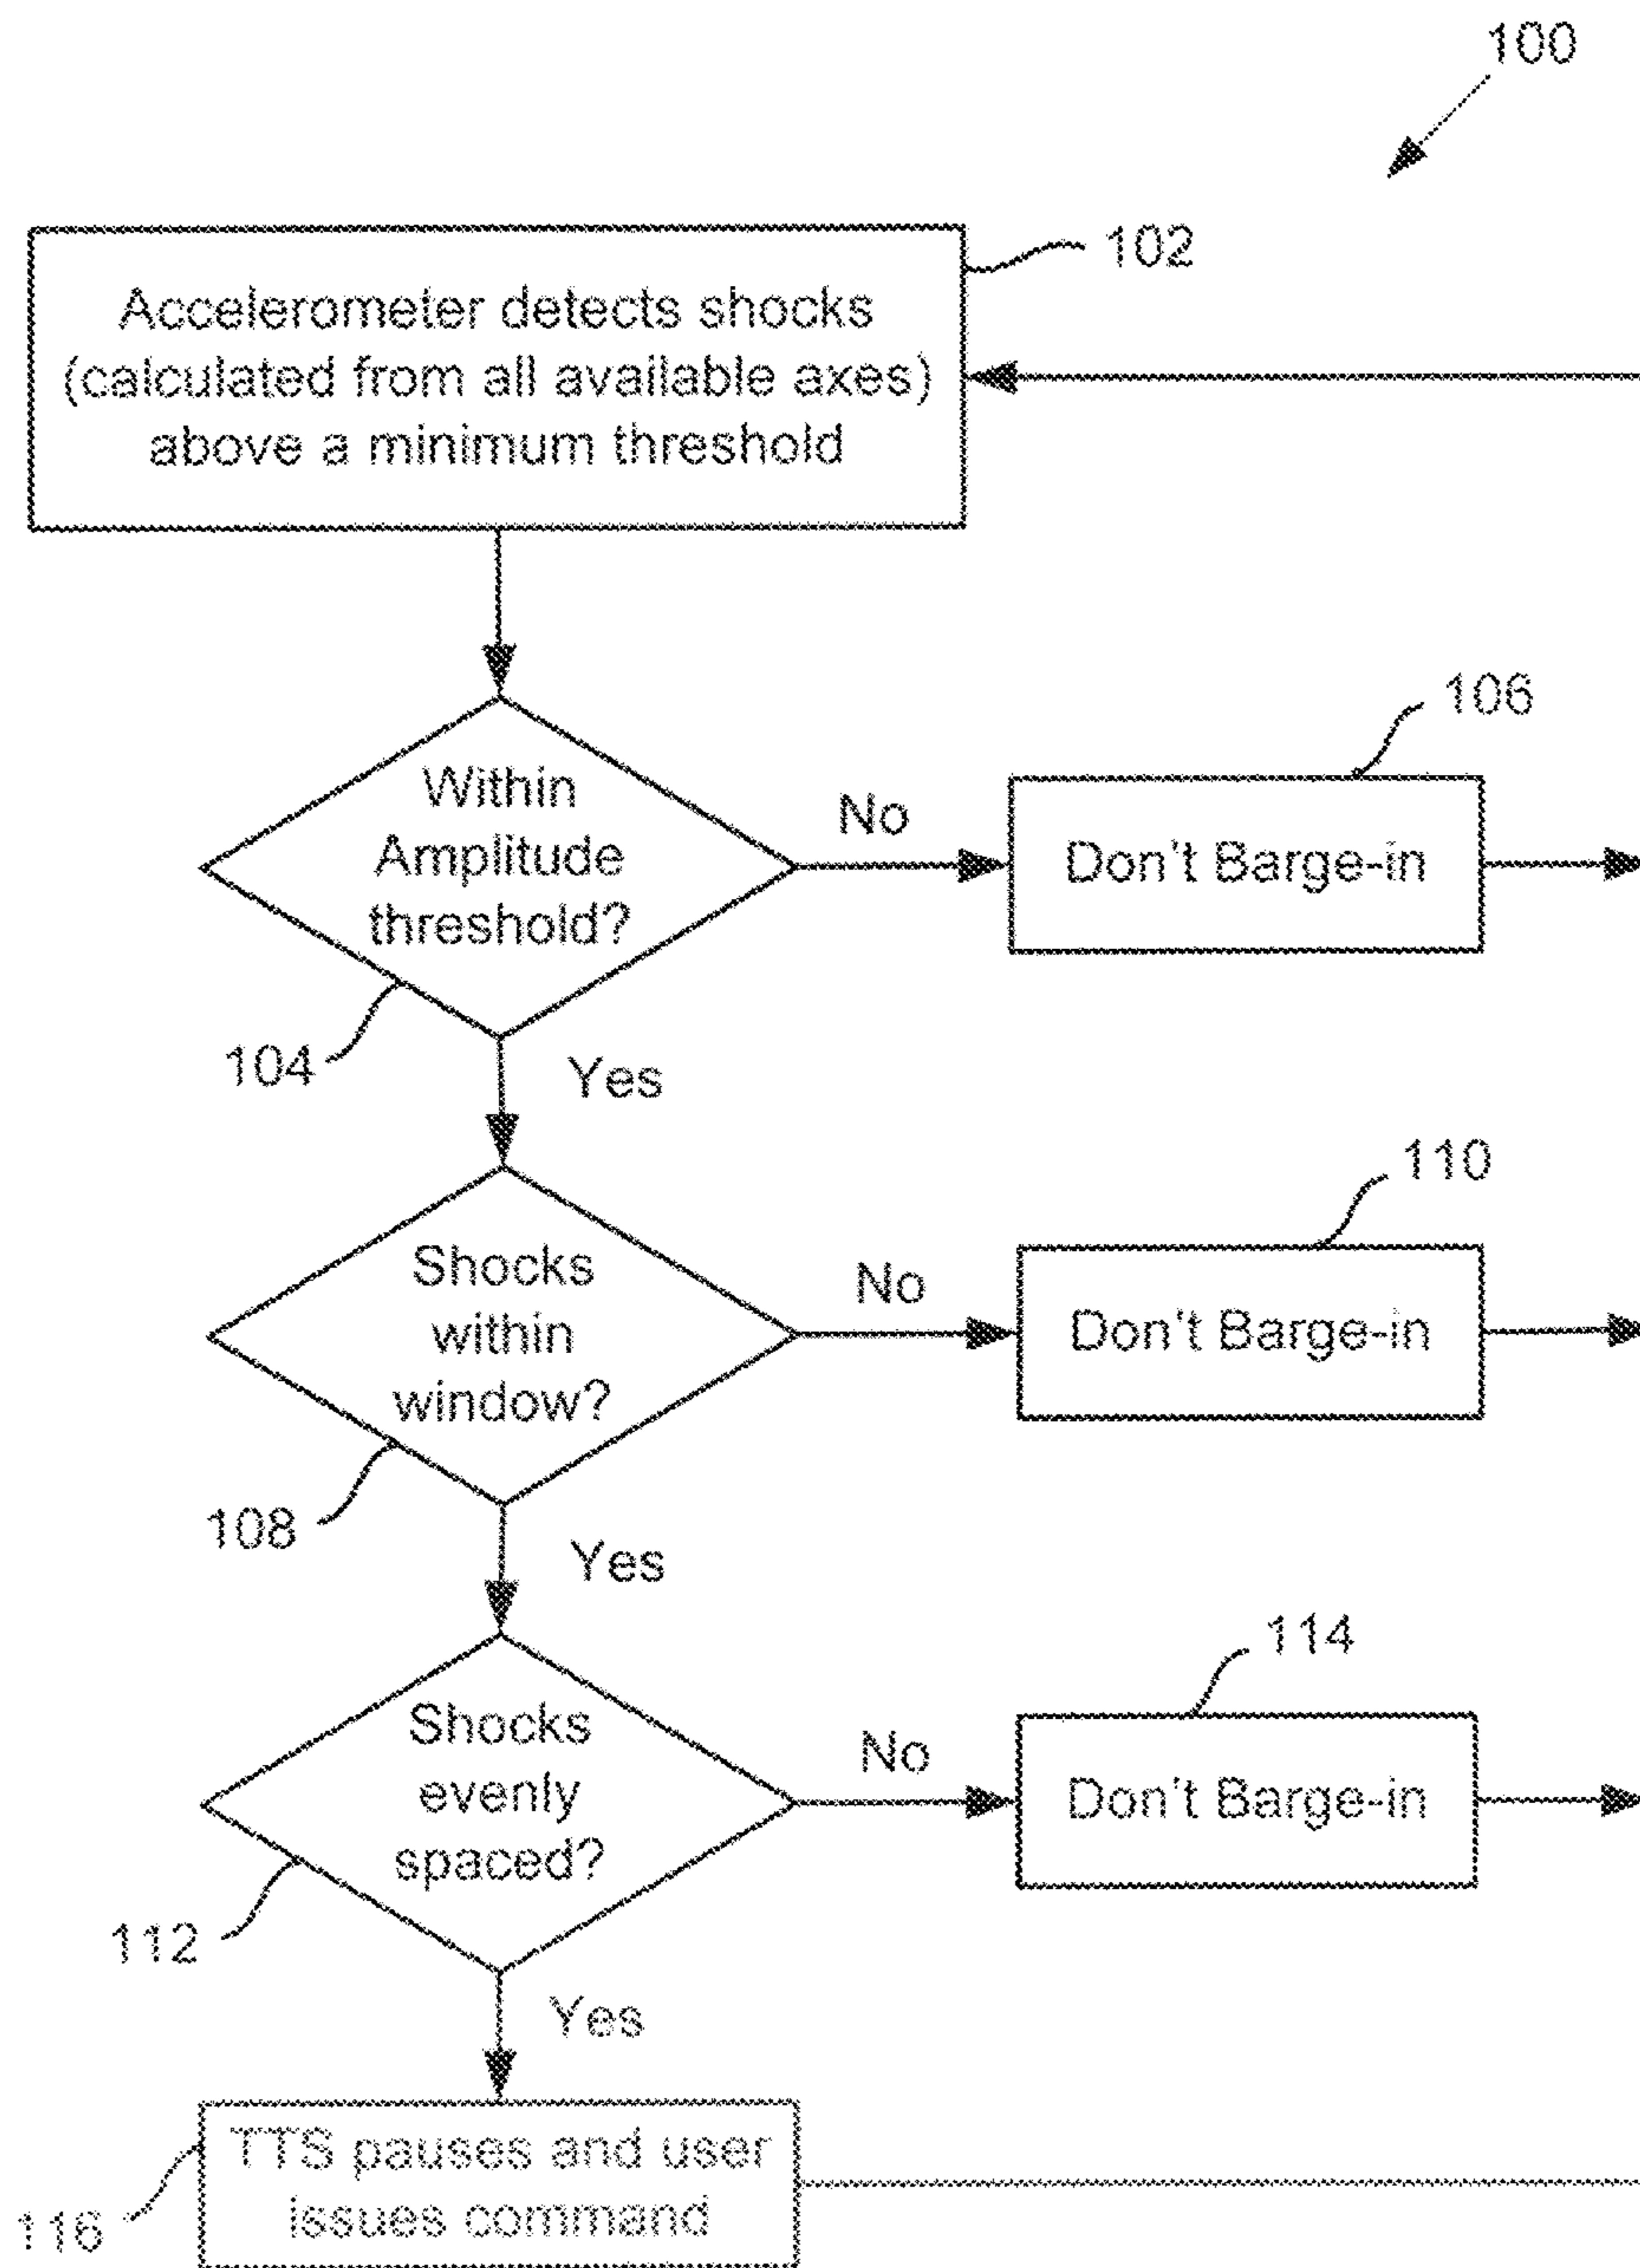 100
102
Accelerometer detects shocks
(calculated from all available axes)
above a minimum threshold
106
Within
Amplitude
threshold?
No
Don't Barge-in
104
Yes
110
Shocks
within
window?
No
Don't Barge-in
108
Yes
114
Shocks
evenly
spaced?
No
Don't Barge-in
112
Yes
TTS pauses and user
issues command
116